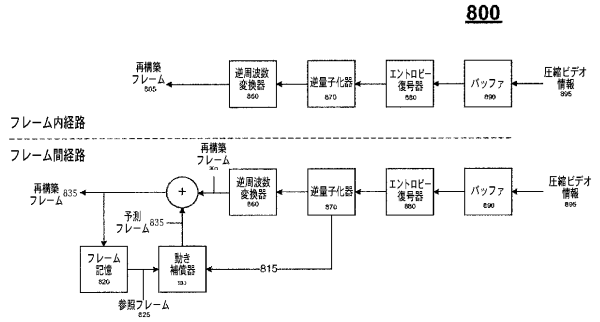 800
再構築
フレーム
805
逆周波数
変換器
860
逆量子化器
870
エントロピー
復号器
880
バッファ
890
圧縮ビデオ
情報
895
フレーム内経路
フレーム間経路
再構築
フレーム835
+
再構築
フレーム
逆周波数
変換器
860
逆量子化器
870
エントロピー
復号器
880
バッファ
890
圧縮ビデオ
情報
895
予測
フレーム835
フレーム
記憶
820
動き
補償器
815
参照フレーム
825